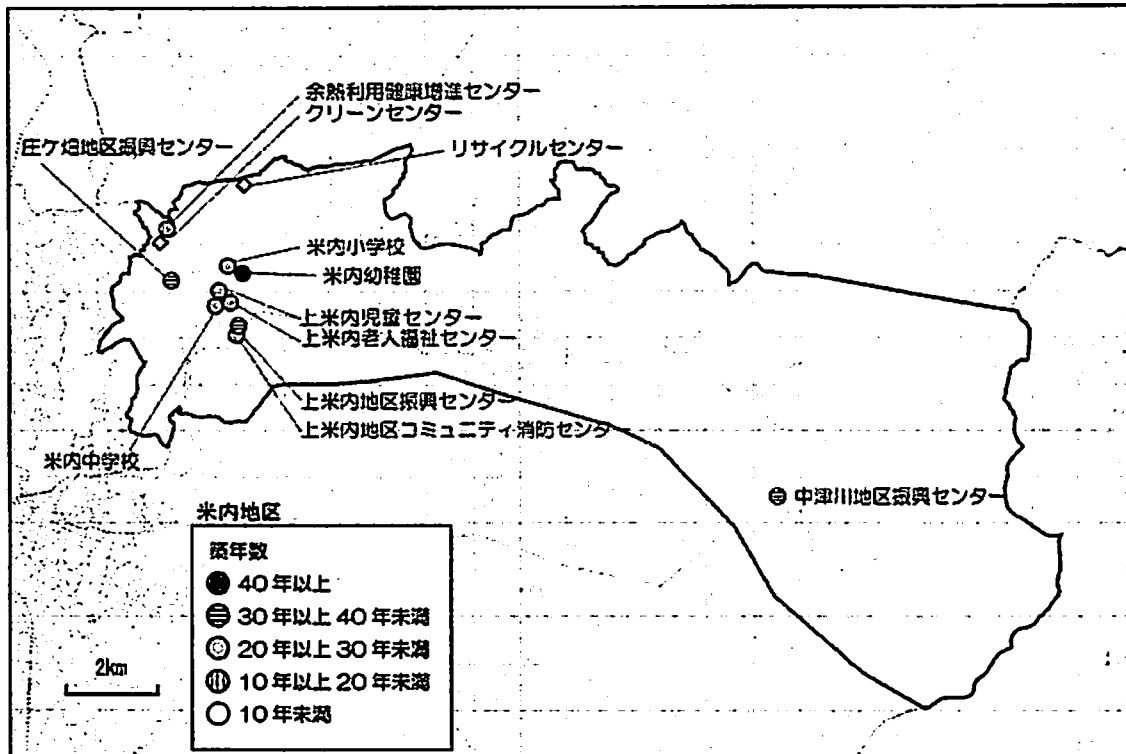 余熱利用健康増進センター
クリーンセンター
庄ケ畑地区振興センター
リサイクルセンター
米内小学校
米内幼稚園
上米内児童センター
上米内老人福祉センター
上米内地区振興センター
上米内地区コミュニティ消防センタ
米内中学校
中津川地区振興センター
米内地区
築年数
40年以上
30年以上40年未満
20年以上30年未満
10年以上20年未満
10年未満
2km